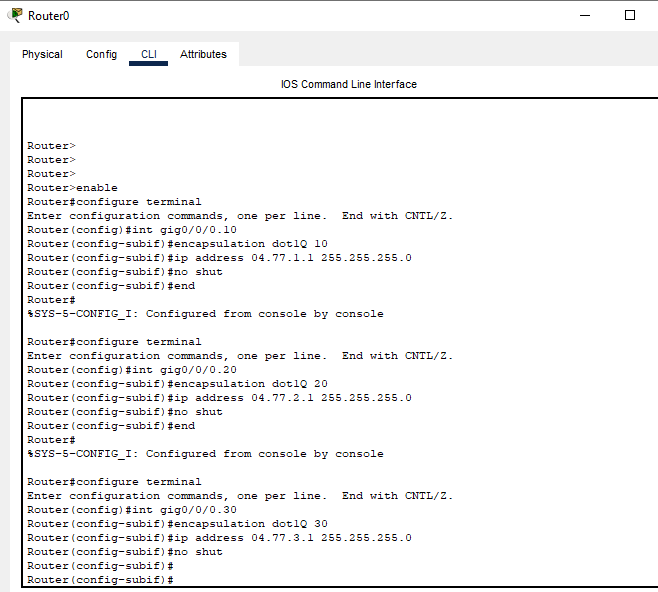 Router0
Physical Config CLI Attributes
IOS Command Line Interface
Router>
Router>
Router>
Router>enable
Router#configure terminal
Enter configuration commands, one per line.  End with CNTL/Z.
Router(config)#int gig0/0/0.10
Router(config-subif)#encapsulation dot1Q 10
Router(config-subif)#ip address 04.77.1.1 255.255.255.0
Router(config-subif)#no shut
Router(config-subif)#end
Router#
%SYS-5-CONFIG_I: Configured from console by console
Router#configure terminal
Enter configuration commands, one per line.  End with CNTL/Z.
Router(config)#int gig0/0/0.20
Router(config-subif)#encapsulation dot1Q 20
Router(config-subif)#ip address 04.77.2.1 255.255.255.0
Router(config-subif)#no shut
Router(config-subif)#end
Router#
%SYS-5-CONFIG_I: Configured from console by console
Router#configure terminal
Enter configuration commands, one per line.  End with CNTL/Z.
Router(config)#int gig0/0/0.30
Router(config-subif)#encapsulation dot1Q 30
Router(config-subif)#ip address 04.77.3.1 255.255.255.0
Router(config-subif)#no shut
Router(config-subif)#
Router(config-subif)#